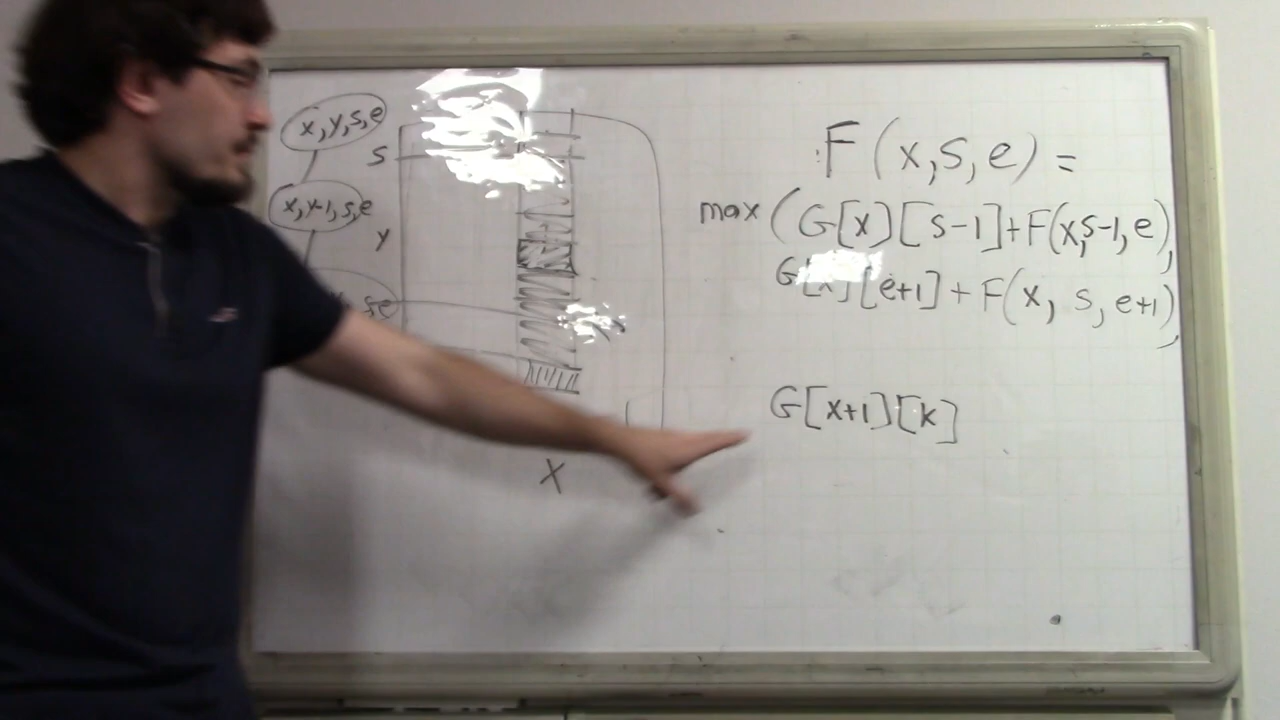 x,y,s,e
s
x,y-1,s,e
y
s,e
X
F(x,s,e) =
max(G[x][s-1]+F(x,s-1,e),
G[x][e+1]+F(x, s, e+1),
G[x+1][k]